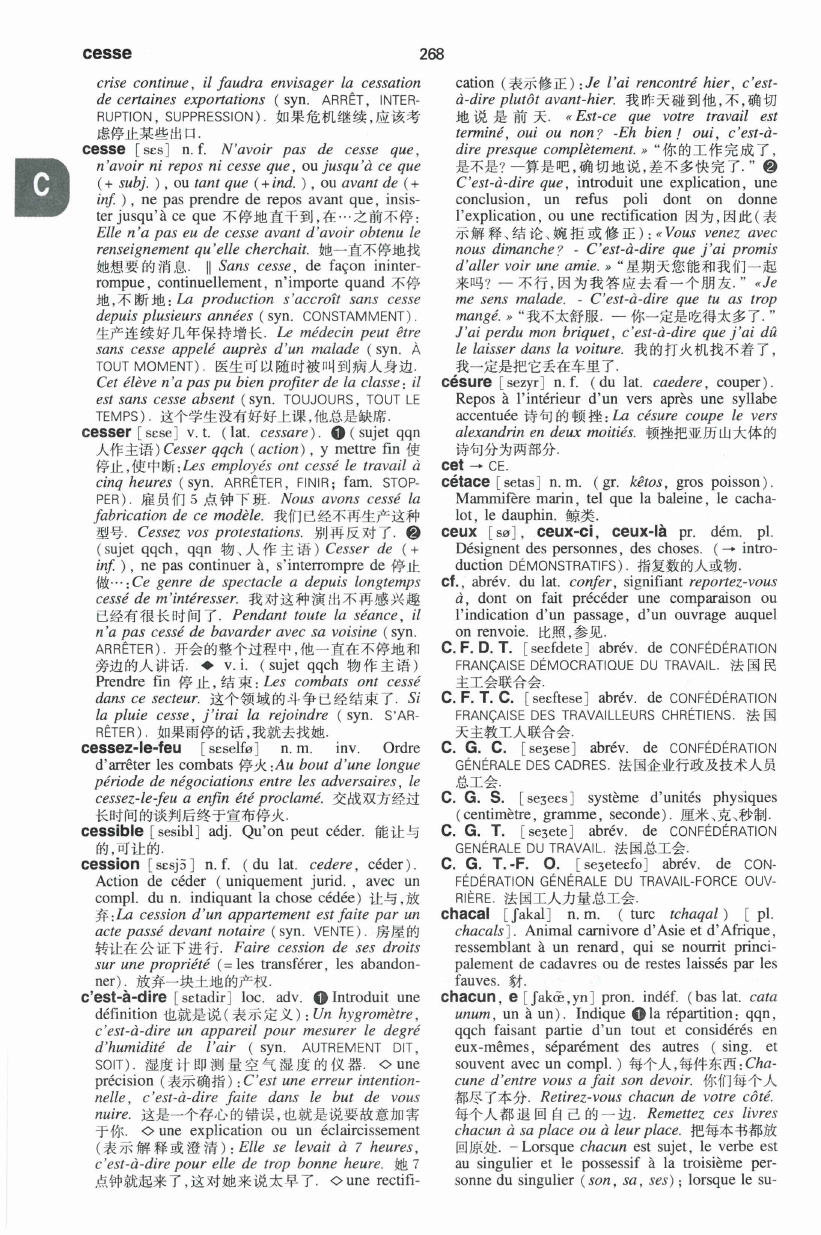 cesse
268
crise continue, il faudra envisager la cessation
de certaines exportations (syn. ARRÊT, INTER-
RUPTION, SUPPRESSION). 如果危机继续,应该考
虑停止某些出口.
cesse [sɛs] n.f. N'avoir pas de cesse que,
n'avoir ni repos ni cesse que, ou jusqu'à ce que
(+ subj.), ou tant que (+ind.), ou avant de (+
inf.), ne pas prendre de repos avant que, insis-
ter jusqu'à ce que 不停地直干到,在…之前不停:
Elle n'a pas eu de cesse avant d'avoir obtenu le
renseignement qu'elle cherchait. 她一直不停地找
她想要的消息. ‖ Sans cesse, de façon ininter-
rompue, continuellement, n'importe quand 不停
地,不断地: La production s'accroît sans cesse
depuis plusieurs années (syn. CONSTAMMENT).
生产连续好几年保持增长. Le médecin peut être
sans cesse appelé auprès d'un malade (syn. À
TOUT MOMENT). 医生可以随时被叫到病人身边.
Cet élève n'a pas pu bien profiter de la classe: il
est sans cesse absent (syn. TOUJOURS, TOUT LE
TEMPS). 这个学生没有好好上课,他总是缺席.
cesser [sɛse] v.t. (lat. cessare). ❶(sujet qqn
人作主语) Cesser qqch (action), y mettre fin 使
停止,使中断:Les employés ont cessé le travail à
cinq heures (syn. ARRÊTER, FINIR; fam. STOP-
PER). 雇员们 5 点钟下班. Nous avons cessé la
fabrication de ce modèle. 我们已经不再生产这种
型号. Cessez vos protestations. 别再反对了. ❷
(sujet qqch, qqn 物、人作主语) Cesser de (+
inf.), ne pas continuer à, s'interrompre de 停止
做…:Ce genre de spectacle a depuis longtemps
cessé de m'intéresser. 我对这种演出不再感兴趣
已经有很长时间了. Pendant toute la séance, il
n'a pas cessé de bavarder avec sa voisine (syn.
ARRÊTER). 开会的整个过程中,他一直在不停地和
旁边的人讲话. ◆ v.i. (sujet qqch 物作主语)
Prendre fin 停止,结束: Les combats ont cessé
dans ce secteur. 这个领域的斗争已经结束了. Si
la pluie cesse, j'irai la rejoindre (syn. S'AR-
RÊTER). 如果雨停的话,我就去找她.
cessez-le-feu [sɛselfø] n.m. inv. Ordre
d'arrêter les combats 停火:Au bout d'une longue
période de négociations entre les adversaires, le
cessez-le-feu a enfin été proclamé. 交战双方经过
长时间的谈判后终于宣布停火.
cessible [sesibl] adj. Qu'on peut céder. 能让与
的,可让的.
cession [sɛsjɔ̃] n.f. (du lat. cedere, céder).
Action de céder (uniquement jurid., avec un
compl. du n. indiquant la chose cédée) 让与,放
弃:La cession d'un appartement est faite par un
acte passé devant notaire (syn. VENTE). 房屋的
转让在公证下进行. Faire cession de ses droits
sur une propriété (= les transférer, les abandon-
ner). 放弃一块土地的产权.
c'est-à-dire [sɛtadir] loc. adv. ❶Introduit une
définition 也就是说(表示定义): Un hygromètre,
c'est-à-dire un appareil pour mesurer le degré
d'humidité de l'air (syn. AUTREMENT DIT,
SOIT). 湿度计即测量空气湿度的仪器. ◇une
précision (表示确指):C'est une erreur intention-
nelle, c'est-à-dire faite dans le but de vous
nuire. 这是一个存心的错误,也就是说要故意加害
于你. ◇une explication ou un éclaircissement
(表示解释或澄清): Elle se levait à 7 heures,
c'est-à-dire pour elle de trop bonne heure. 她 7
点钟就起来了,这对她来说太早了. ◇une rectifi-
C
cation (表示修正):Je l'ai rencontré hier, c'est-
à-dire plutôt avant-hier. 我昨天碰到他,不,确切
地说是前天. «Est-ce que votre travail est
terminé, oui ou non? -Eh bien! oui, c'est-à-
dire presque complètement.» “你的工作完成了,
是不是? —算是吧,确切地说,差不多快完了.” ❷
C'est-à-dire que, introduit une explication, une
conclusion, un refus poli dont on donne
l'explication, ou une rectification 因为,因此(表
示解释、结论、婉拒或修正):«Vous venez avec
nous dimanche? - C'est-à-dire que j'ai promis
d'aller voir une amie.» “星期天您能和我们一起
来吗? — 不行,因为我答应去看一个朋友.” «Je
me sens malade. - C'est-à-dire que tu as trop
mangé.» “我不太舒服. — 你一定是吃得太多了.”
J'ai perdu mon briquet, c'est-à-dire que j'ai dû
le laisser dans la voiture. 我的打火机找不着了,
我一定是把它丢在车里了.
césure [sezyr] n.f. (du lat. caedere, couper).
Repos à l'intérieur d'un vers après une syllabe
accentuée 诗句的顿挫:La césure coupe le vers
alexandrin en deux moitiés. 顿挫把亚历山大体的
诗句分为两部分.
cet → CE.
cétacé [setas] n.m. (gr. kêtos, gros poisson).
Mammifère marin, tel que la baleine, le cacha-
lot, le dauphin. 鲸类.
ceux [sø], ceux-ci, ceux-là pr. dém. pl.
Désignent des personnes, des choses. (→ intro-
duction DÉMONSTRATIFS). 指复数的人或物.
cf., abrév. du lat. confer, signifiant reportez-vous
à, dont on fait précéder une comparaison ou
l'indication d'un passage, d'un ouvrage auquel
on renvoie. 比照,参见.
C.F.D.T. [seɛfdete] abrév. de CONFÉDÉRATION
FRANÇAISE DÉMOCRATIQUE DU TRAVAIL. 法国民
主工会联合会.
C.F.T.C. [seɛftese] abrév. de CONFÉDÉRATION
FRANÇAISE DES TRAVAILLEURS CHRÉTIENS. 法国
天主教工人联合会.
C. G. C. [seʒese] abrév. de CONFÉDÉRATION
GÉNÉRALE DES CADRES. 法国企业行政及技术人员
总工会.
C. G. S. [seʒeɛs] système d'unités physiques
(centimètre, gramme, seconde). 厘米、克、秒制.
C. G. T. [seʒete] abrév. de CONFÉDÉRATION
GENÉRALE DU TRAVAIL. 法国总工会.
C. G. T.-F. O. [seʒeteɛfo] abrév. de CON-
FÉDÉRATION GÉNÉRALE DU TRAVAIL-FORCE OUV-
RIÈRE. 法国工人力量总工会.
chacal [ʃakal] n.m. (turc tchaqal) [pl.
chacals]. Animal carnivore d'Asie et d'Afrique,
ressemblant à un renard, qui se nourrit princi-
palement de cadavres ou de restes laissés par les
fauves. 豺.
chacun, e [ʃakœ̃,yn] pron. indéf. (bas lat. cata
unum, un à un). Indique ❶la répartition: qqn,
qqch faisant partie d'un tout et considérés en
eux-mêmes, séparément des autres (sing. et
souvent avec un compl.) 每个人,每件东西:Cha-
cune d'entre vous a fait son devoir. 你们每个人
都尽了本分. Retirez-vous chacun de votre côté.
每个人都退回自己的一边. Remettez ces livres
chacun à sa place ou à leur place. 把每本书都放
回原处. – Lorsque chacun est sujet, le verbe est
au singulier et le possessif à la troisième per-
sonne du singulier (son, sa, ses); lorsque le su-